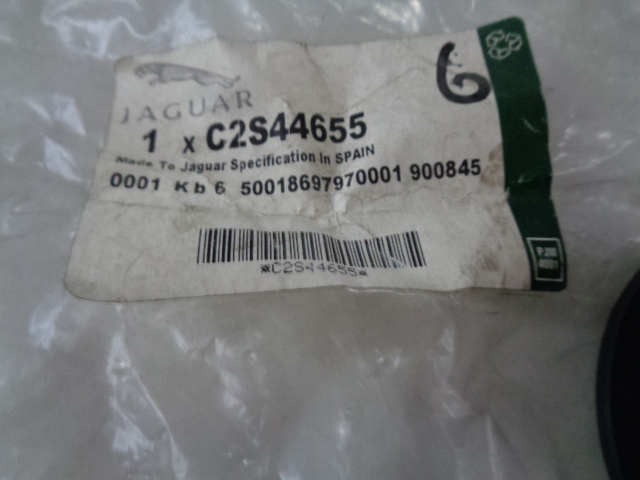 6
JAGUAR
1 x C2S44655
Made To Jaguar Specification In SPAIN
0001 Kb 6 50018697970001 900845
*C2S44655*